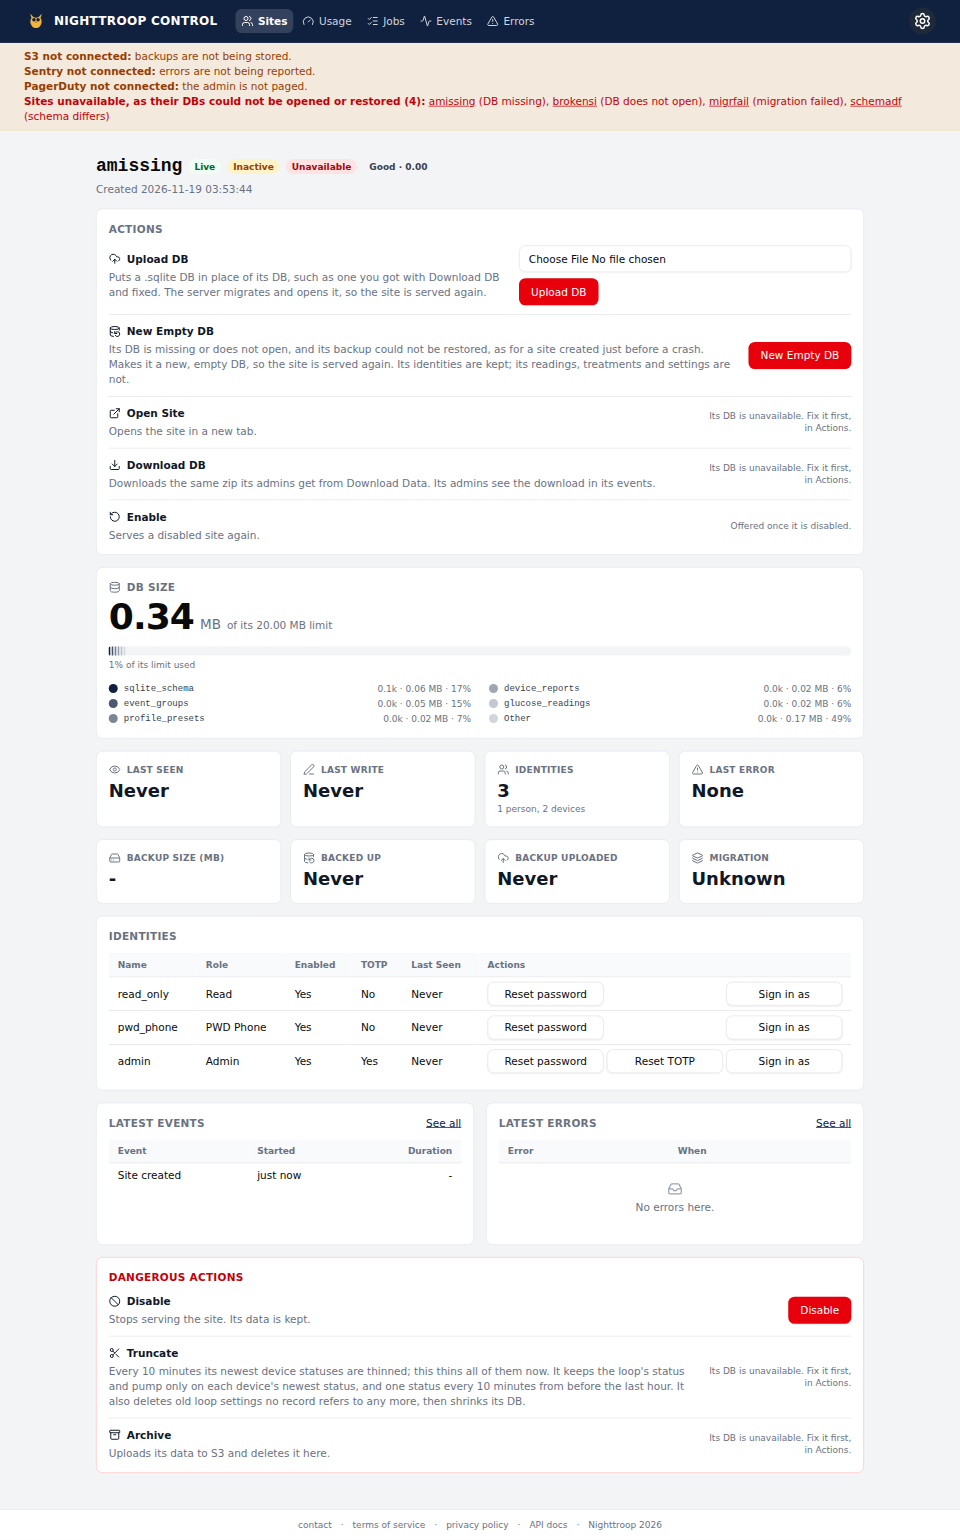 NIGHTTROOP CONTROL Sites Usage Jobs Events Errors
S3 not connected: backups are not being stored.
Sentry not connected: errors are not being reported.
PagerDuty not connected: the admin is not paged.
Sites unavailable, as their DBs could not be opened or restored (4): amissing (DB missing), brokensi (DB does not open), migrfail (migration failed), schemadf
(schema differs)
amissing Live Inactive Unavailable Good · 0.00
Created 2026-11-19 03:53:44
ACTIONS
Upload DB
Puts a .sqlite DB in place of its DB, such as one you got with Download DB
and fixed. The server migrates and opens it, so the site is served again.
Choose File No file chosen
Upload DB
New Empty DB
Its DB is missing or does not open, and its backup could not be restored, as for a site created just before a crash.
Makes it a new, empty DB, so the site is served again. Its identities are kept; its readings, treatments and settings are
not.
New Empty DB
Open Site
Opens the site in a new tab.
Its DB is unavailable. Fix it first,
in Actions.
Download DB
Downloads the same zip its admins get from Download Data. Its admins see the download in its events.
Its DB is unavailable. Fix it first,
in Actions.
Enable
Serves a disabled site again.
Offered once it is disabled.
DB SIZE
0.34 MB of its 20.00 MB limit
1% of its limit used
sqlite_schema 0.1k · 0.06 MB · 17%
event_groups 0.0k · 0.05 MB · 15%
profile_presets 0.0k · 0.02 MB · 7%
device_reports 0.0k · 0.02 MB · 6%
glucose_readings 0.0k · 0.02 MB · 6%
Other 0.0k · 0.17 MB · 49%
LAST SEEN
Never
LAST WRITE
Never
IDENTITIES
3
1 person, 2 devices
LAST ERROR
None
BACKUP SIZE (MB)
-
BACKED UP
Never
BACKUP UPLOADED
Never
MIGRATION
Unknown
IDENTITIES
Name Role Enabled TOTP Last Seen Actions
read_only Read Yes No Never Reset password Sign in as
pwd_phone PWD Phone Yes No Never Reset password Sign in as
admin Admin Yes Yes Never Reset password Reset TOTP Sign in as
LATEST EVENTS See all
Event Started Duration
Site created just now -
LATEST ERRORS See all
Error When
No errors here.
DANGEROUS ACTIONS
Disable
Stops serving the site. Its data is kept.
Disable
Truncate
Every 10 minutes its newest device statuses are thinned; this thins all of them now. It keeps the loop's status
and pump only on each device's newest status, and one status every 10 minutes from before the last hour. It
also deletes old loop settings no record refers to any more, then shrinks its DB.
Its DB is unavailable. Fix it first,
in Actions.
Archive
Uploads its data to S3 and deletes it here.
Its DB is unavailable. Fix it first,
in Actions.
contact · terms of service · privacy policy · API docs · Nighttroop 2026